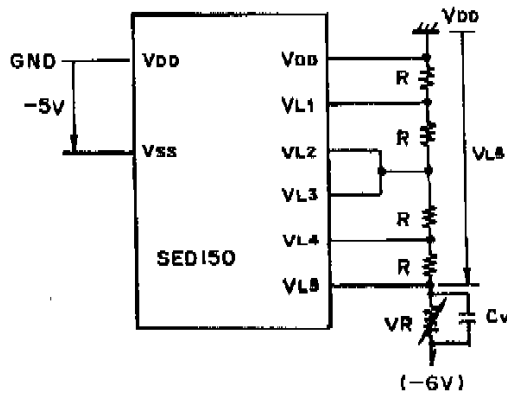 VDD
GND
VDD
VDD
R
-5V
VL1
R
VL2
VL5
VSS
VL3
R
SED150
VL4
R
VL5
VR
Cv
(-6V)